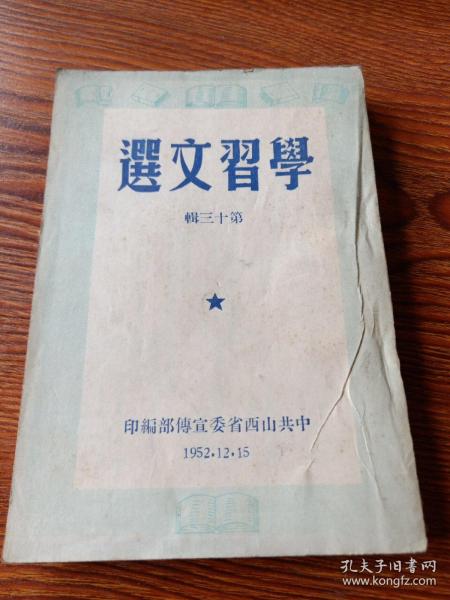 學習文選
第十三輯
中共山西省委宣傳部編印
1952.12.15
孔夫子旧书网
www.kongfz.com